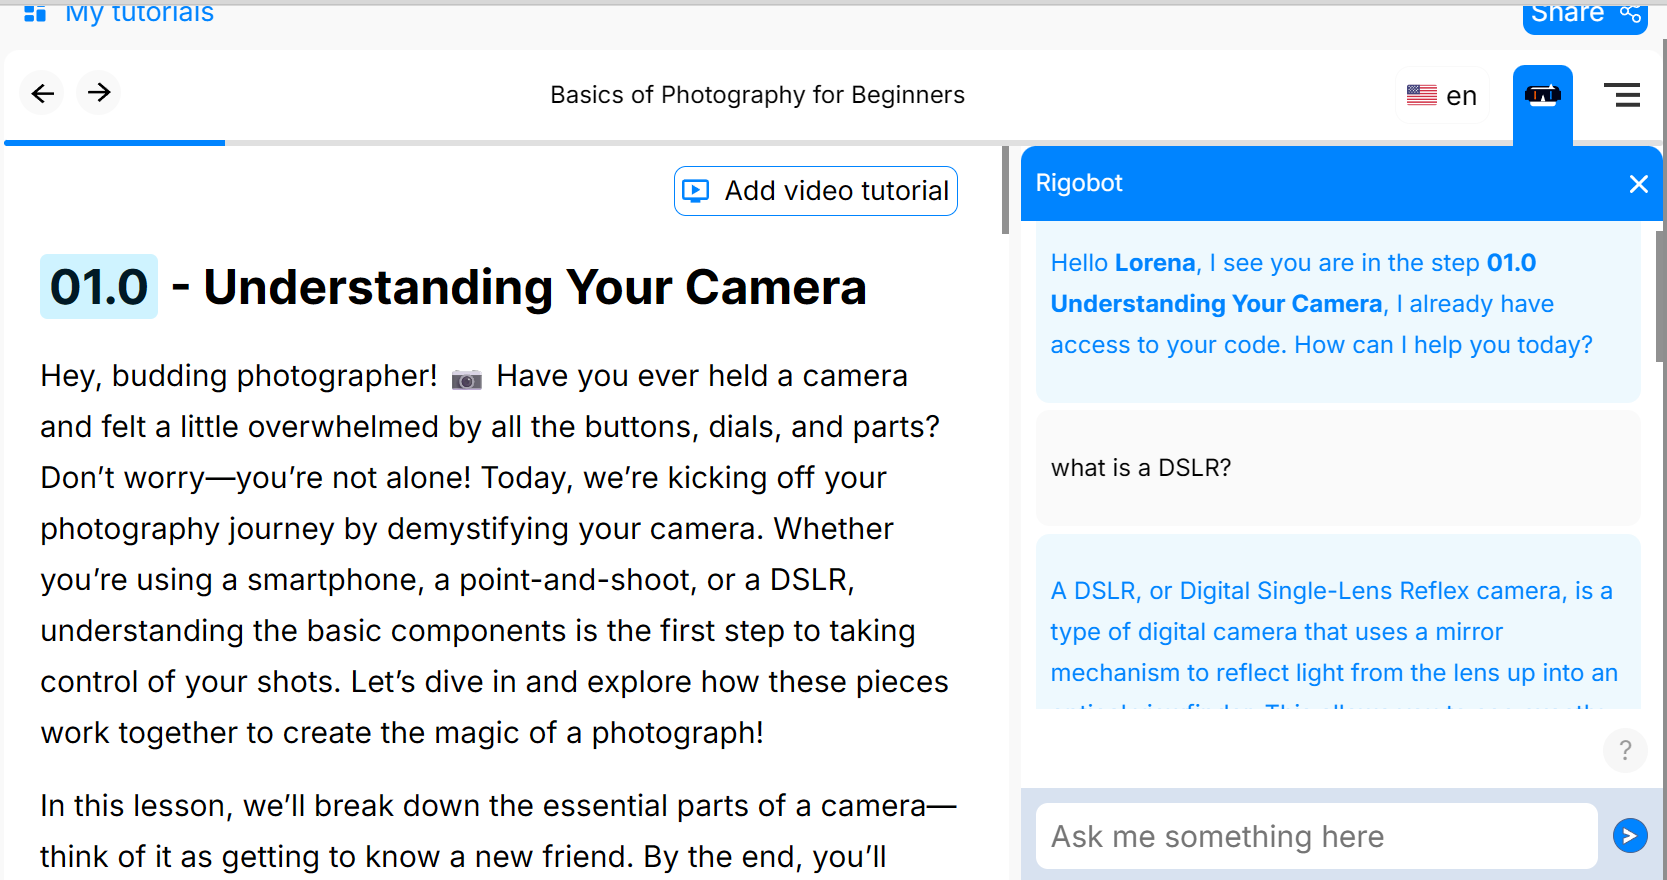 My tutorials
Share
Basics of Photography for Beginners
en
Add video tutorial
01.0 - Understanding Your Camera
Hey, budding photographer! 📷 Have you ever held a camera
and felt a little overwhelmed by all the buttons, dials, and parts?
Don’t worry—you’re not alone! Today, we’re kicking off your
photography journey by demystifying your camera. Whether
you’re using a smartphone, a point-and-shoot, or a DSLR,
understanding the basic components is the first step to taking
control of your shots. Let’s dive in and explore how these pieces
work together to create the magic of a photograph!
In this lesson, we’ll break down the essential parts of a camera—
think of it as getting to know a new friend. By the end, you’ll
Rigobot
Hello Lorena, I see you are in the step 01.0
Understanding Your Camera, I already have
access to your code. How can I help you today?
what is a DSLR?
A DSLR, or Digital Single-Lens Reflex camera, is a
type of digital camera that uses a mirror
mechanism to reflect light from the lens up into an
?
Ask me something here